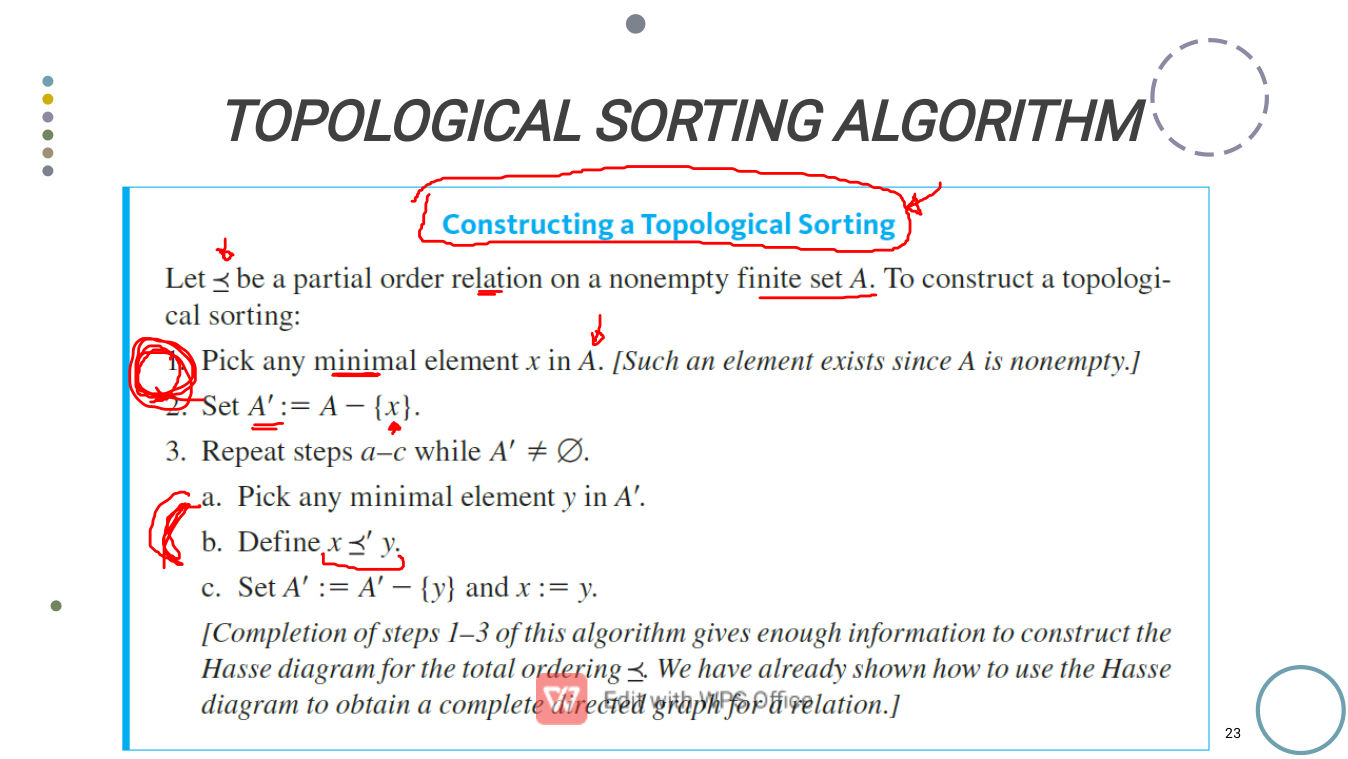 TOPOLOGICAL SORTING ALGORITHM
Constructing a Topological Sorting
Let ⪯ be a partial order relation on a nonempty finite set A. To construct a topologi-
cal sorting:
1. Pick any minimal element x in A. [Such an element exists since A is nonempty.]
2. Set A′ := A − {x}.
3. Repeat steps a–c while A′ ≠ ∅.
a. Pick any minimal element y in A′.
b. Define x ⪯′ y.
c. Set A′ := A′ − {y} and x := y.
[Completion of steps 1–3 of this algorithm gives enough information to construct the
Hasse diagram for the total ordering ⪯. We have already shown how to use the Hasse
diagram to obtain a complete directed graph for a relation.]
Edit with WPS Office
23